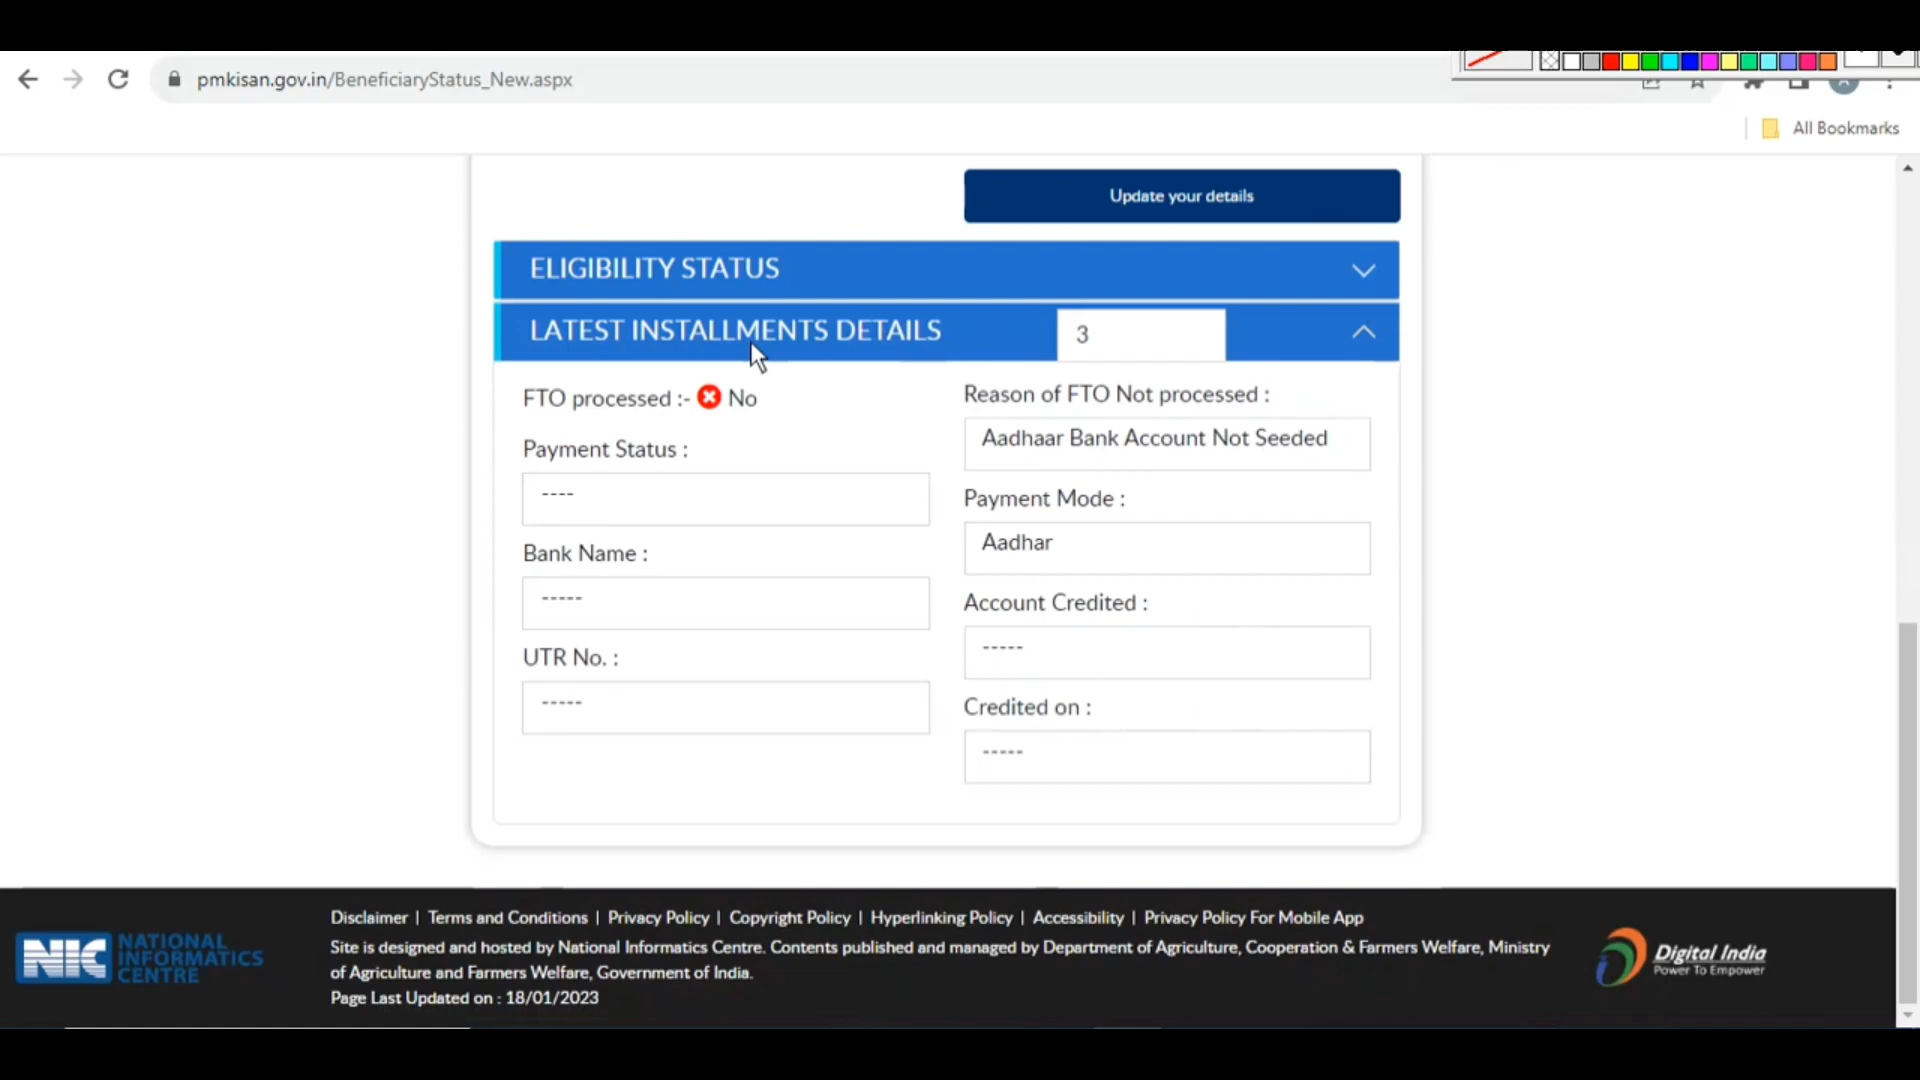 pmkisan.gov.in/BeneficiaryStatus_New.aspx
All Bookmarks
Update your details
ELIGIBILITY STATUS
LATEST INSTALLMENTS DETAILS 3
FTO processed :- No
Reason of FTO Not processed :
Aadhaar Bank Account Not Seeded
Payment Status :
----
Payment Mode :
Aadhar
Bank Name :
-----
Account Credited :
-----
UTR No. :
-----
Credited on :
-----
NIC NATIONAL
INFORMATICS
CENTRE
Disclaimer | Terms and Conditions | Privacy Policy | Copyright Policy | Hyperlinking Policy | Accessibility | Privacy Policy For Mobile App
Site is designed and hosted by National Informatics Centre. Contents published and managed by Department of Agriculture, Cooperation & Farmers Welfare, Ministry
of Agriculture and Farmers Welfare, Government of India.
Page Last Updated on : 18/01/2023
Digital India
Power To Empower